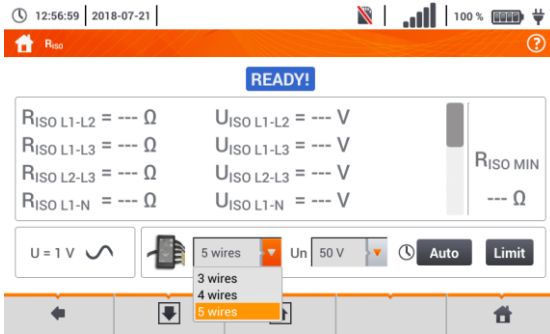 12:56:59 2018-07-21 100 %
RISO ?
READY!
RISO L1-L2 = --- Ω UISO L1-L2 = --- V
RISO L1-L3 = --- Ω UISO L1-L3 = --- V
RISO L2-L3 = --- Ω UISO L2-L3 = --- V
RISO L1-N = --- Ω UISO L1-N = --- V
RISO MIN
--- Ω
U = 1 V 5 wires Un 50 V Auto Limit
3 wires
4 wires
5 wires